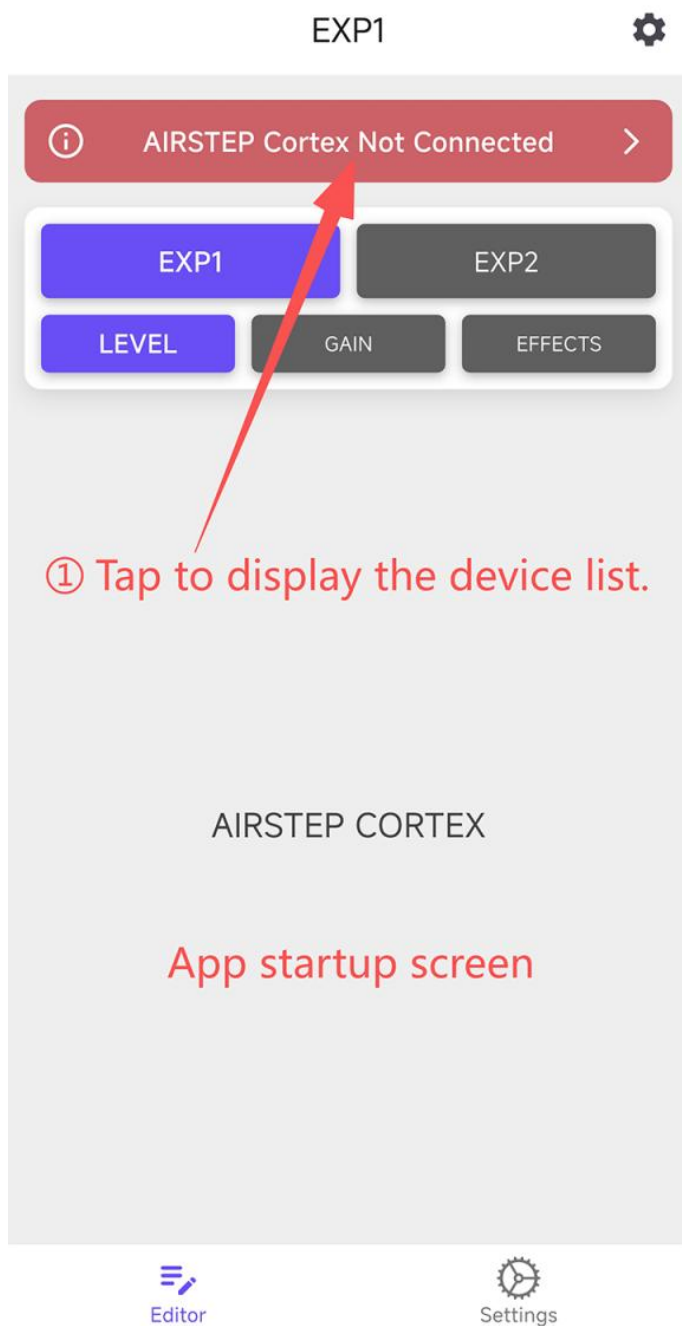 EXP1
AIRSTEP Cortex Not Connected
EXP1
EXP2
LEVEL
GAIN
EFFECTS
① Tap to display the device list.
AIRSTEP CORTEX
App startup screen
Editor
Settings